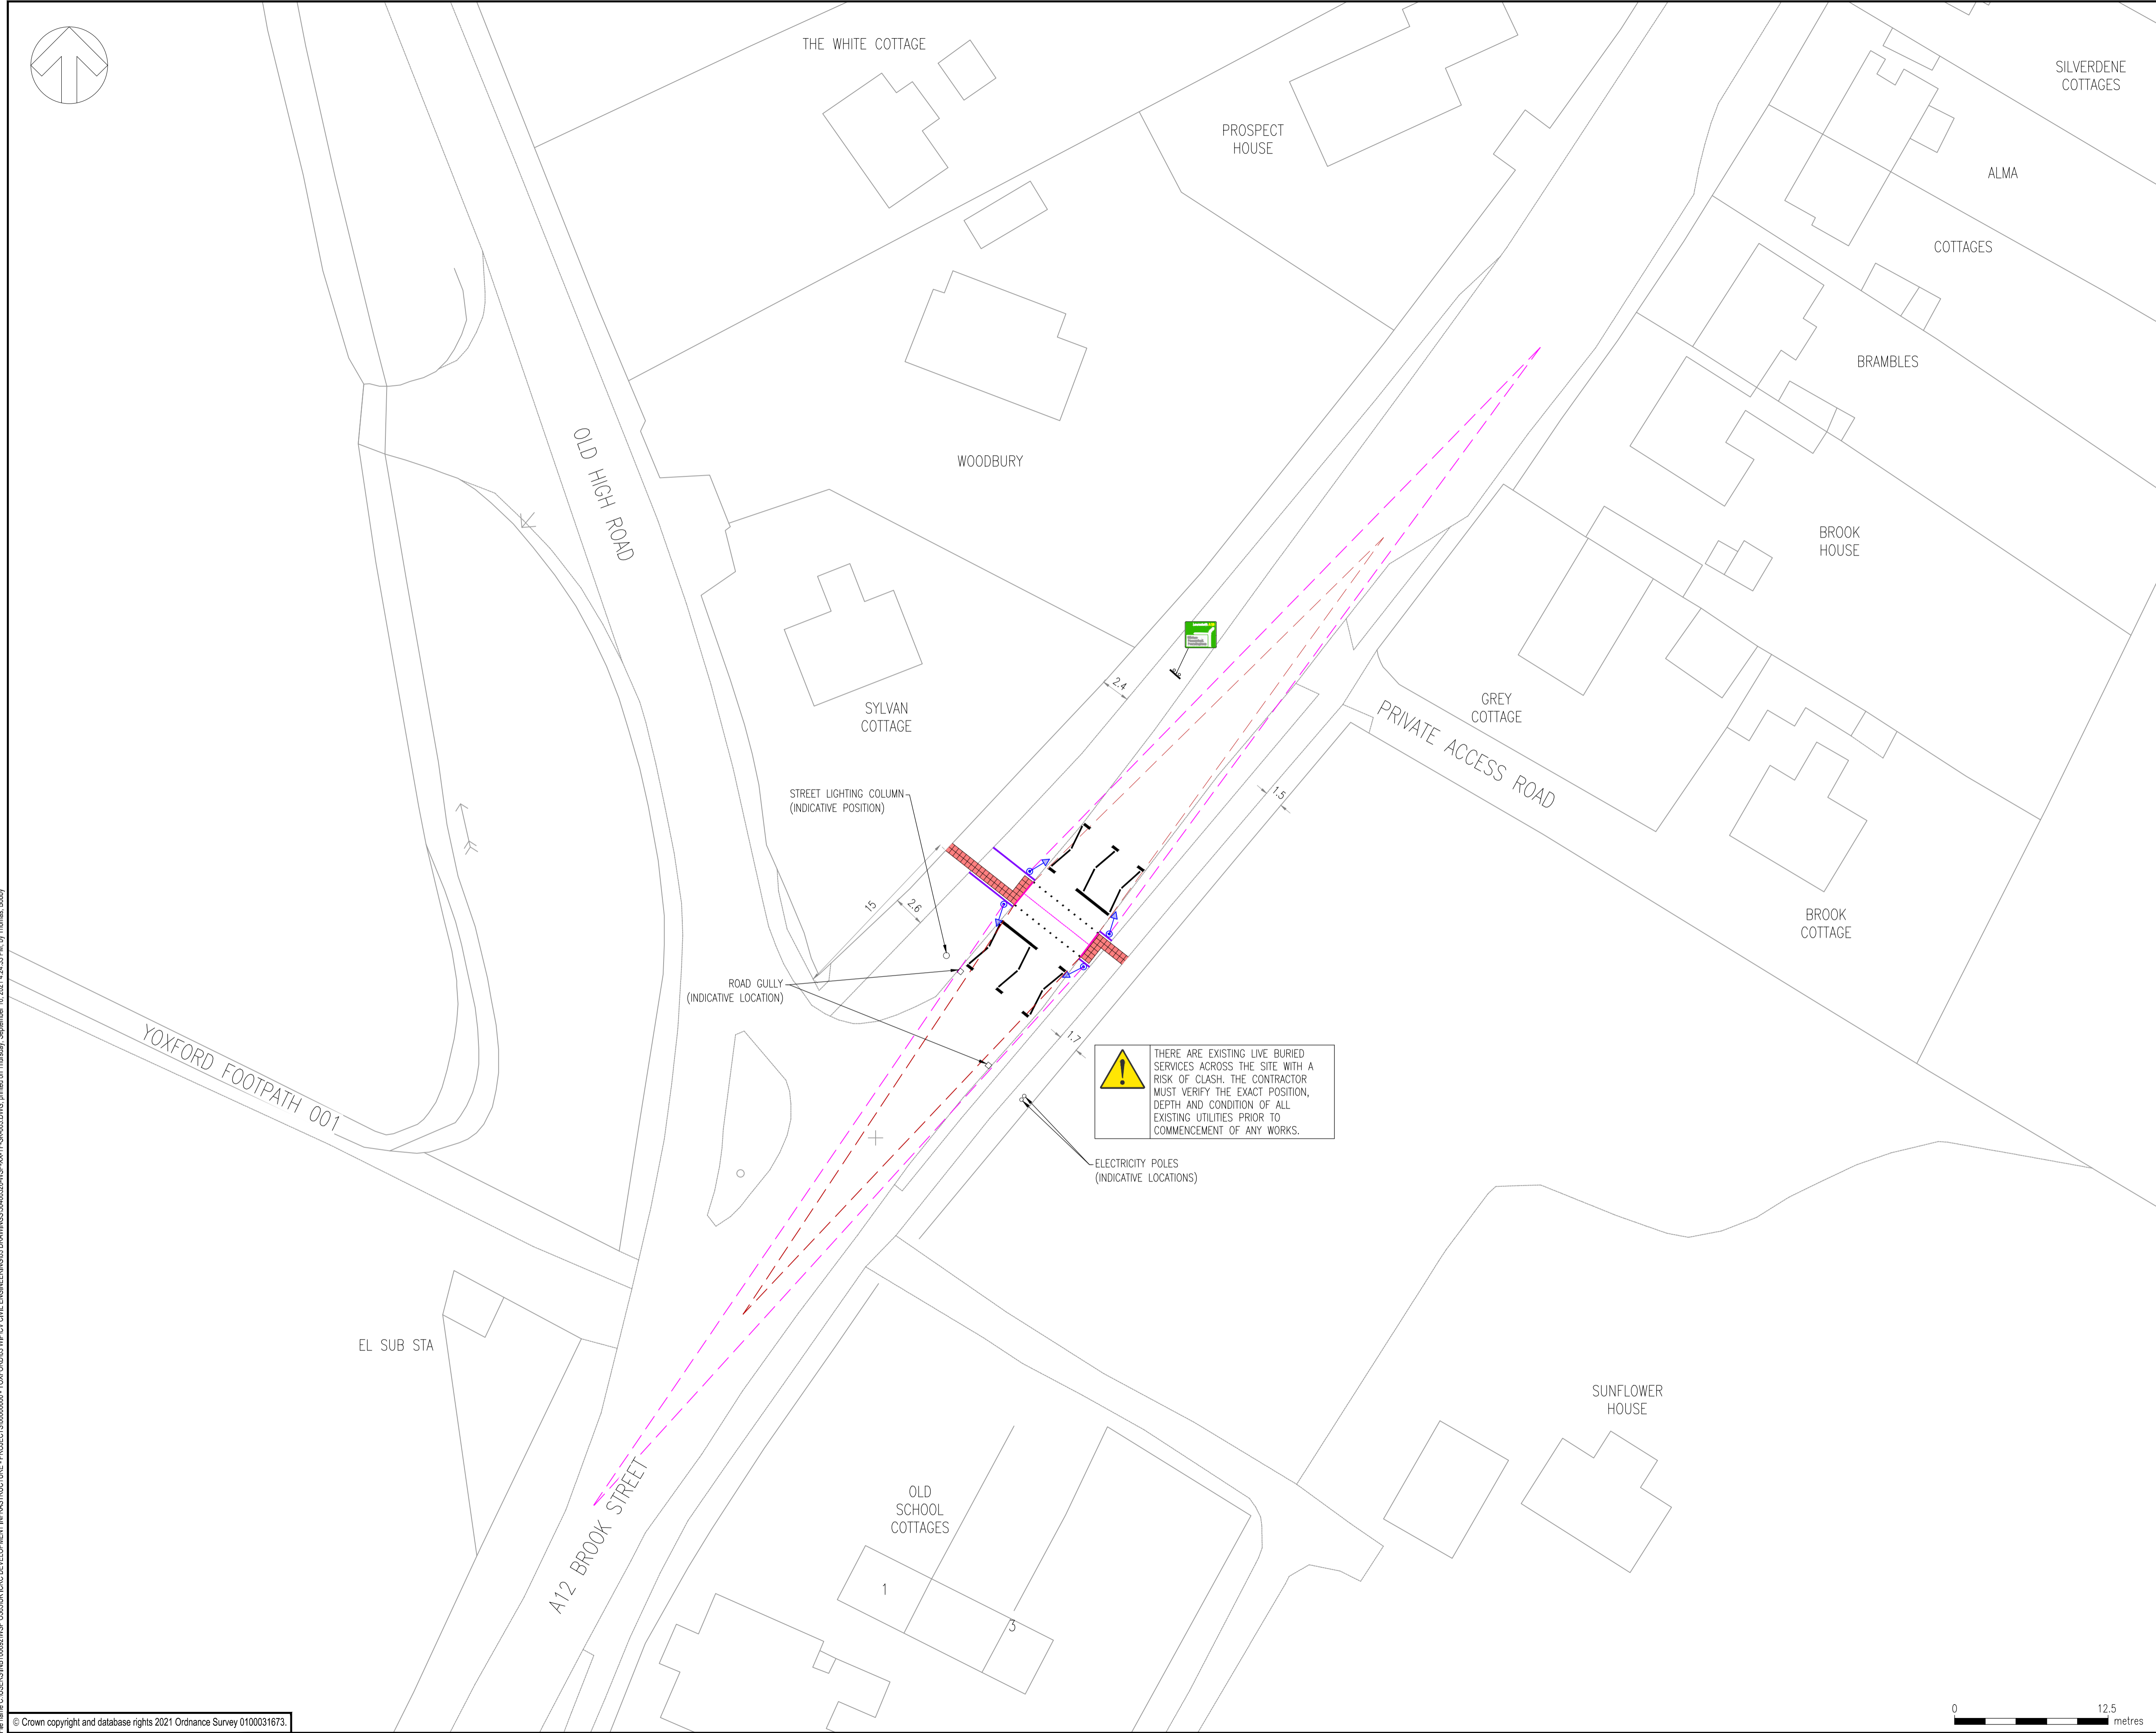 THE WHITE COTTAGE
SILVERDENE
COTTAGES
PROSPECT
HOUSE
ALMA
COTTAGES
BRAMBLES
OLD HIGH ROAD
WOODBURY
BROOK
HOUSE
SYLVAN
COTTAGE
2.4
GREY
COTTAGE
PRIVATE ACCESS ROAD
STREET LIGHTING COLUMN
(INDICATIVE POSITION)
1.5
15
2.6
BROOK
COTTAGE
ROAD GULLY
(INDICATIVE LOCATION)
YOXFORD FOOTPATH 001
1.7
THERE ARE EXISTING LIVE BURIED
SERVICES ACROSS THE SITE WITH A
RISK OF CLASH. THE CONTRACTOR
MUST VERIFY THE EXACT POSITION,
DEPTH AND CONDITION OF ALL
EXISTING UTILITIES PRIOR TO
COMMENCEMENT OF ANY WORKS.
ELECTRICITY POLES
(INDICATIVE LOCATIONS)
EL SUB STA
SUNFLOWER
HOUSE
A12 BROOK STREET
OLD
SCHOOL
COTTAGES
1
3
0 12.5
metres
© Crown copyright and database rights 2021 Ordnance Survey 0100031673.